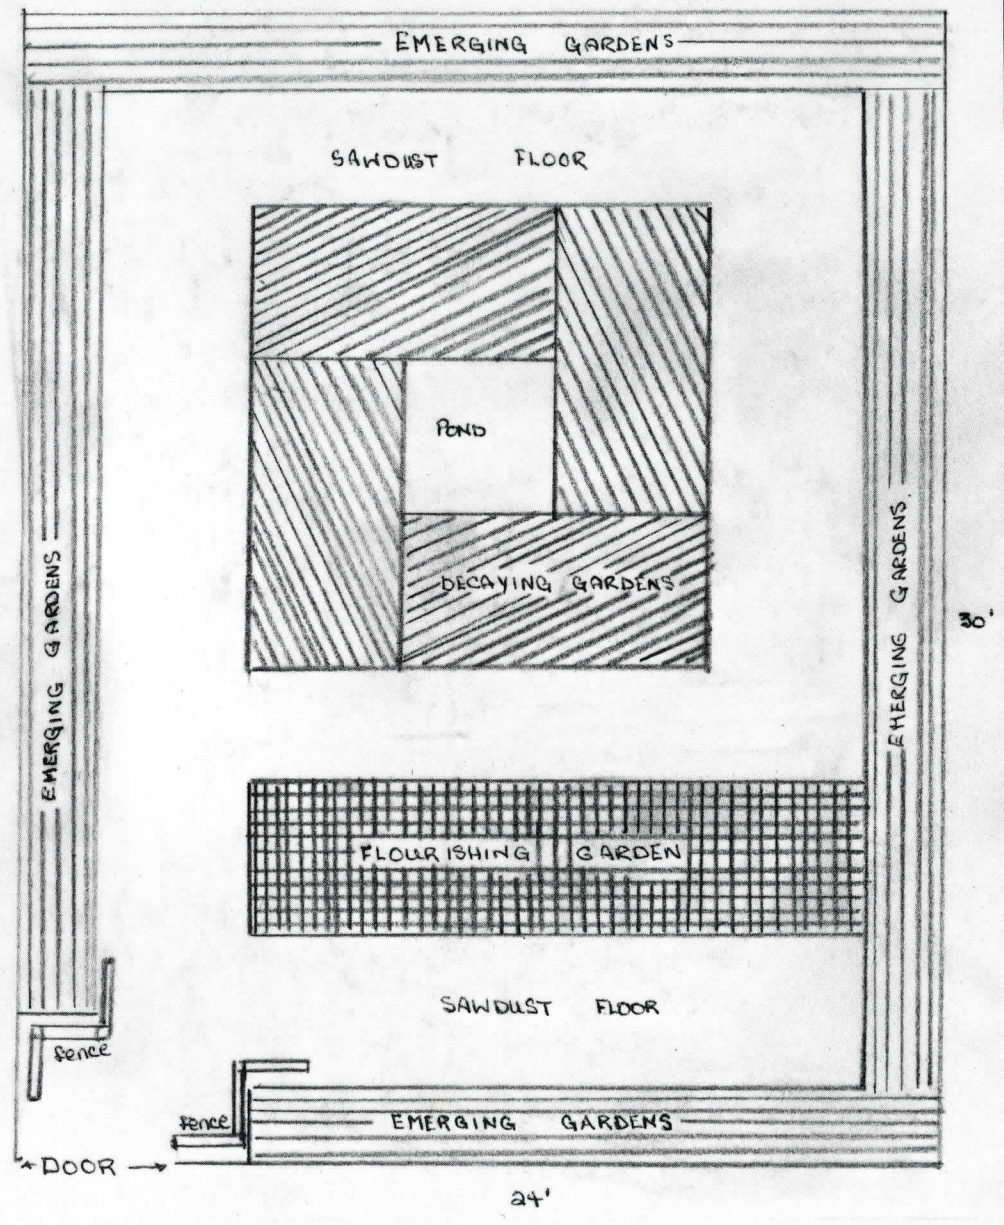 EMERGING GARDENS
SAWDUST FLOOR
POND
DECAYING GARDENS
EMERGING GARDENS
EMERGING GARDENS.
30'
FLOURISHING GARDEN
SAWDUST FLOOR
fence
fence
EMERGING GARDENS
DOOR
24'